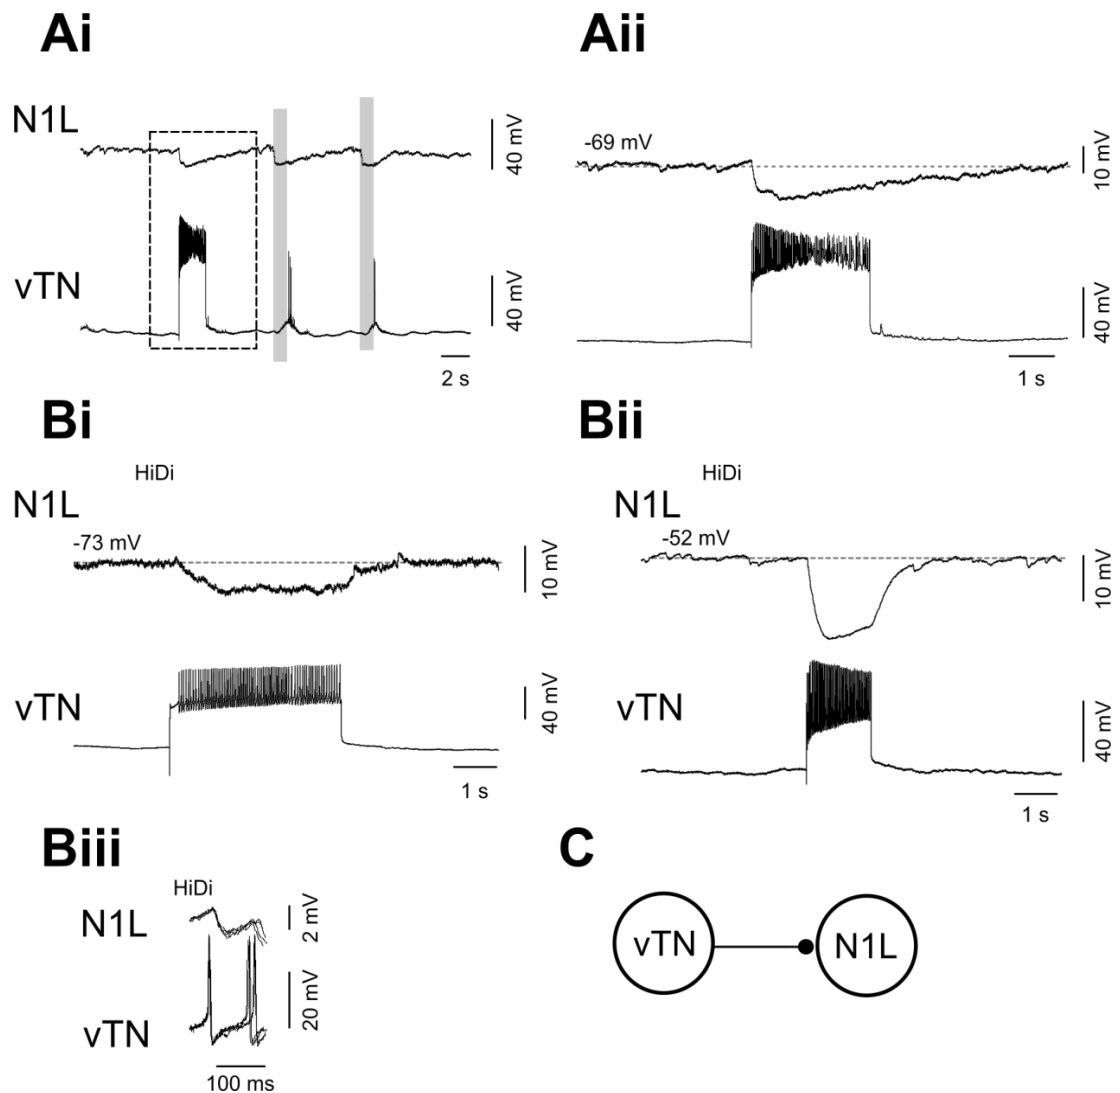 Ai
N1L
40 mV
vTN
40 mV
2 s
Aii
-69 mV
10 mV
40 mV
1 s
Bi
HiDi
N1L
-73 mV
10 mV
vTN
40 mV
1 s
Bii
HiDi
N1L
-52 mV
10 mV
vTN
40 mV
1 s
Biii
HiDi
N1L
2 mV
20 mV
vTN
100 ms
C
vTN
N1L